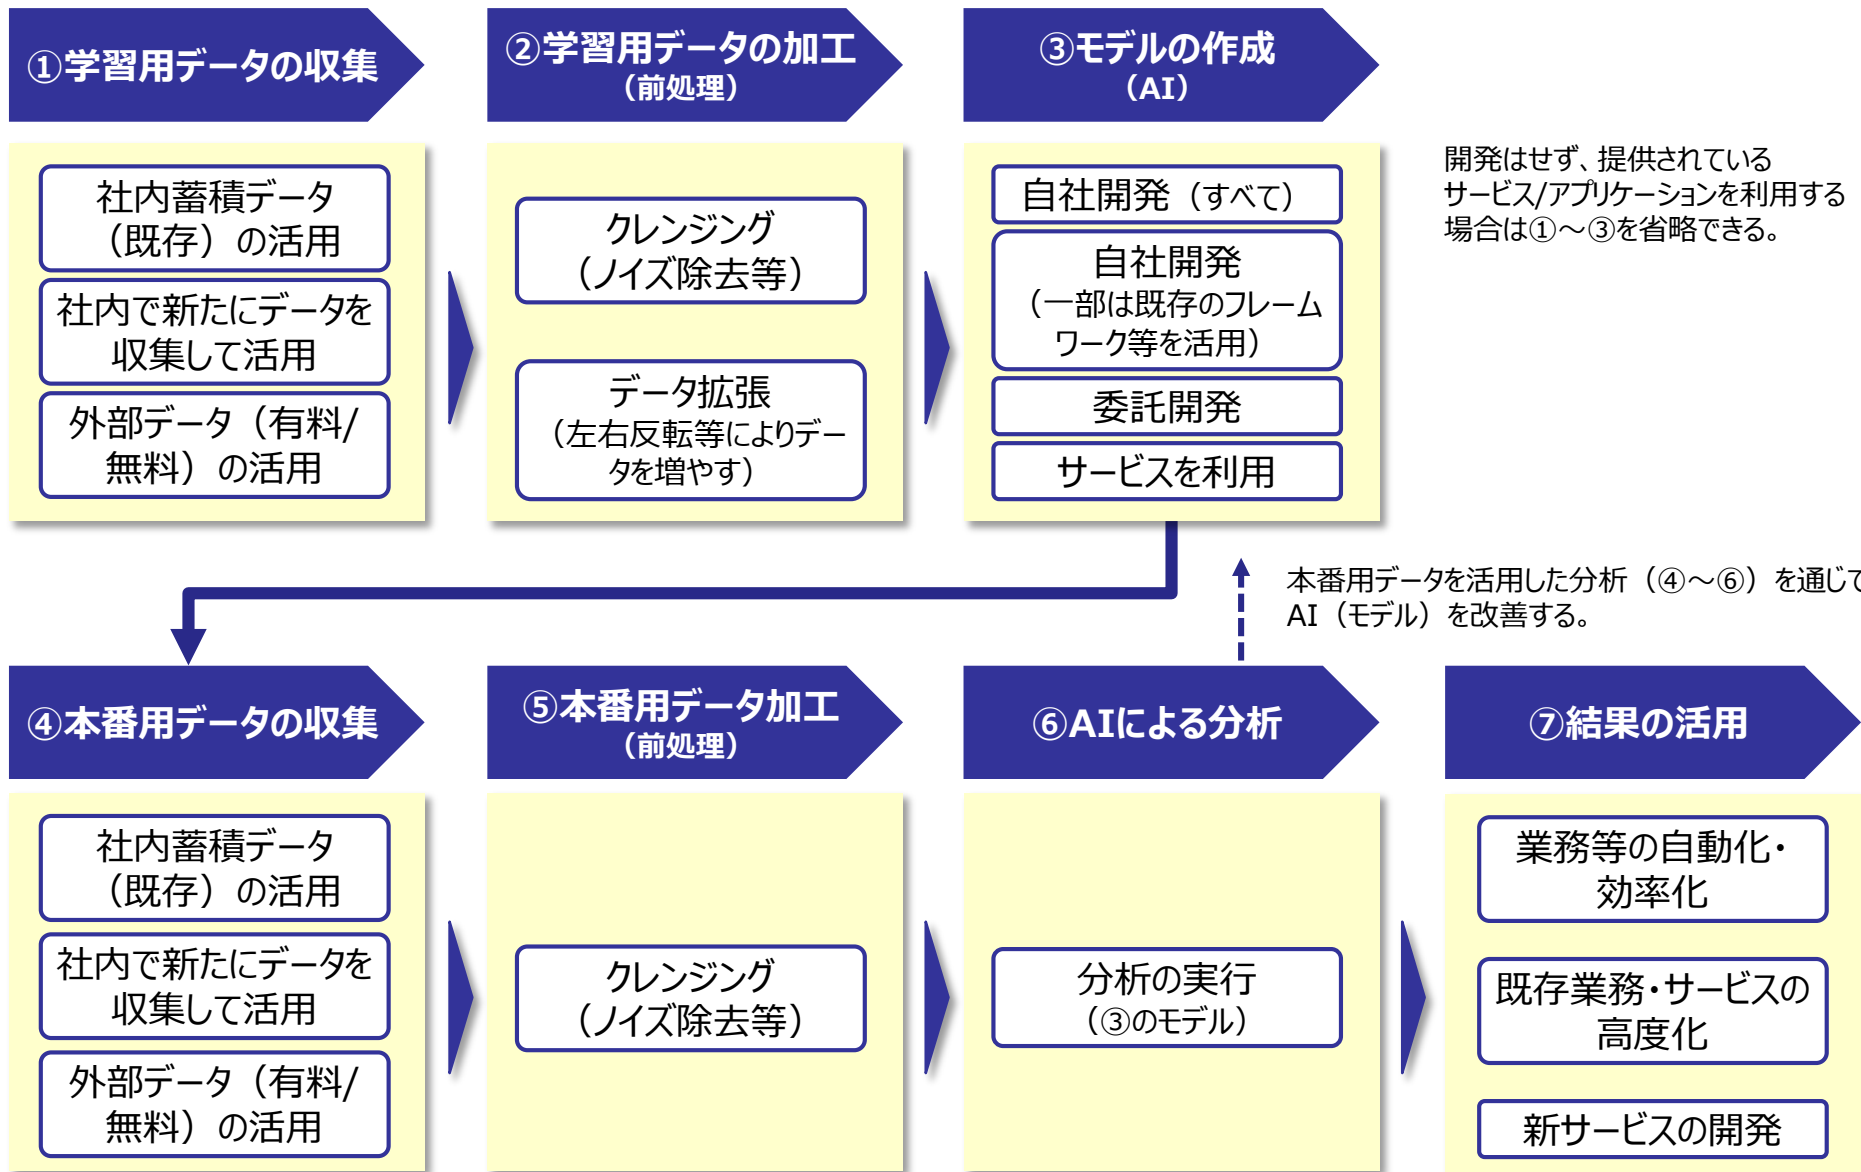 ①学習用データの収集
②学習用データの加工
（前処理）
③モデルの作成
（AI）
社内蓄積データ
（既存）の活用
社内で新たにデータを
収集して活用
外部データ（有料/
無料）の活用
クレンジング
（ノイズ除去等）
データ拡張
（左右反転等によりデー
タを増やす）
自社開発（すべて）
自社開発
（一部は既存のフレーム
ワーク等を活用）
委託開発
サービスを利用
開発はせず、提供されている
サービス/アプリケーションを利用する
場合は①～③を省略できる。
本番用データを活用した分析（④～⑥）を通じて
AI（モデル）を改善する。
④本番用データの収集
⑤本番用データ加工
（前処理）
⑥AIによる分析
⑦結果の活用
社内蓄積データ
（既存）の活用
社内で新たにデータを
収集して活用
外部データ（有料/
無料）の活用
クレンジング
（ノイズ除去等）
分析の実行
（③のモデル）
業務等の自動化・
効率化
既存業務・サービスの
高度化
新サービスの開発